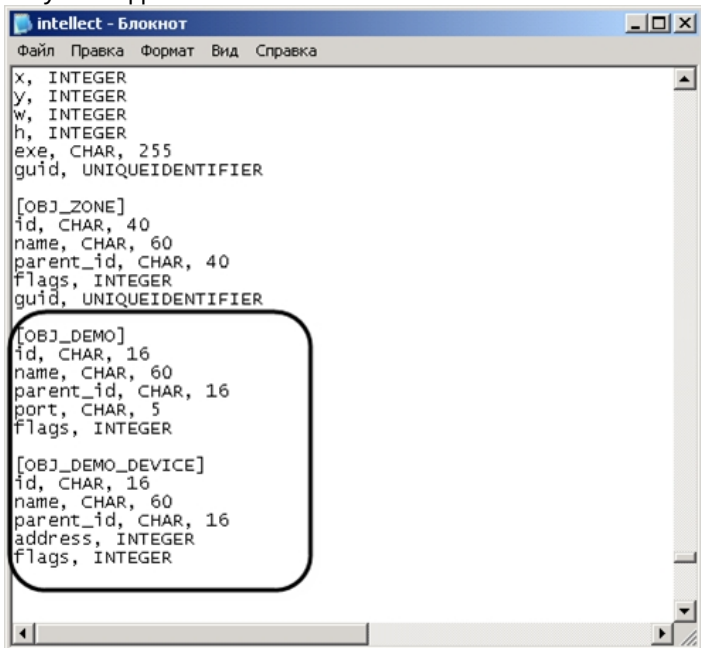 intellect - Блокнот
Файл Правка Формат Вид Справка
x, INTEGER
y, INTEGER
w, INTEGER
h, INTEGER
exe, CHAR, 255
guid, UNIQUEIDENTIFIER
[OBJ_ZONE]
id, CHAR, 40
name, CHAR, 60
parent_id, CHAR, 40
flags, INTEGER
guid, UNIQUEIDENTIFIER
[OBJ_DEMO]
id, CHAR, 16
name, CHAR, 60
parent_id, CHAR, 16
port, CHAR, 5
flags, INTEGER
[OBJ_DEMO_DEVICE]
id, CHAR, 16
name, CHAR, 60
parent_id, CHAR, 16
address, INTEGER
flags, INTEGER